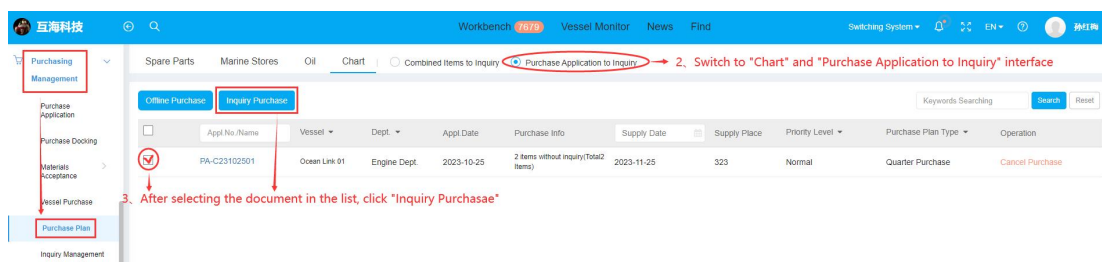 互海科技
Workbench 7679 Vessel Monitor News Find
Switching System EN 孙红梅
Purchasing Management
Spare Parts Marine Stores Oil Chart Combined Items to Inquiry Purchase Application to Inquiry 2、Switch to "Chart" and "Purchase Application to Inquiry" interface
Purchase Application
Offline Purchase Inquiry Purchase Keywords Searching Search Reset
Purchase Docking
Appl.No./Name Vessel Dept. Appl.Date Purchase Info Supply Date Supply Place Priority Level Purchase Plan Type Operation
Materials Acceptance
PA-C23102501 Ocean Link 01 Engine Dept. 2023-10-25 2 items without inquiry(Total2 Items) 2023-11-25 323 Normal Quarter Purchase Cancel Purchase
Vessel Purchase
3、After selecting the document in the list, click "Inquiry Purchasae"
Purchase Plan
Inquiry Management